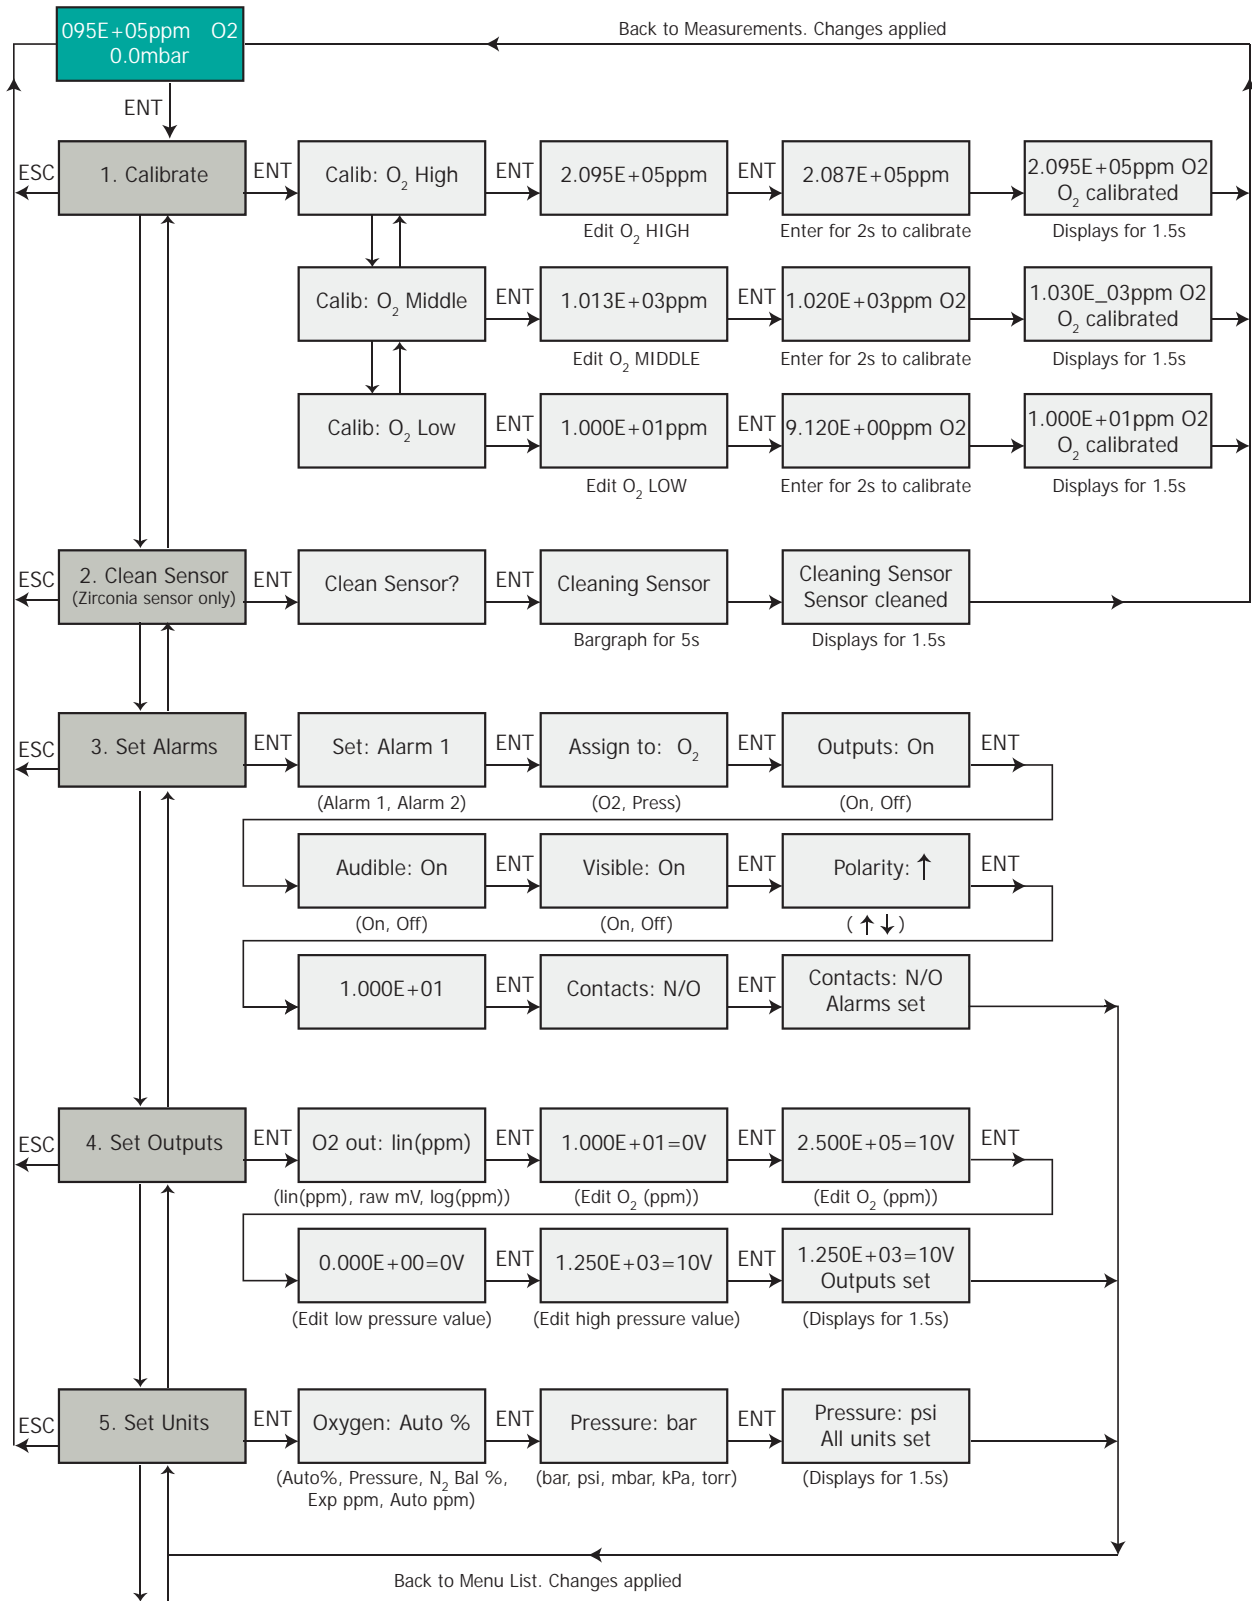 095E+05ppm O2
0.0mbar
Back to Measurements. Changes applied
ENT
ESC
1. Calibrate
ENT
Calib: O₂ High
ENT
2.095E+05ppm
Edit O₂ HIGH
ENT
2.087E+05ppm
Enter for 2s to calibrate
2.095E+05ppm O2
O₂ calibrated
Displays for 1.5s
Calib: O₂ Middle
ENT
1.013E+03ppm
Edit O₂ MIDDLE
ENT
1.020E+03ppm O2
Enter for 2s to calibrate
1.030E_03ppm O2
O₂ calibrated
Displays for 1.5s
Calib: O₂ Low
ENT
1.000E+01ppm
Edit O₂ LOW
ENT
9.120E+00ppm O2
Enter for 2s to calibrate
1.000E+01ppm O2
O₂ calibrated
Displays for 1.5s
ESC
2. Clean Sensor
(Zirconia sensor only)
ENT
Clean Sensor?
ENT
Cleaning Sensor
Bargraph for 5s
Cleaning Sensor
Sensor cleaned
Displays for 1.5s
ESC
3. Set Alarms
ENT
Set: Alarm 1
(Alarm 1, Alarm 2)
ENT
Assign to: O₂
(O2, Press)
ENT
Outputs: On
(On, Off)
ENT
Audible: On
(On, Off)
ENT
Visible: On
(On, Off)
ENT
Polarity: ↑
( ↑ ↓ )
ENT
1.000E+01
ENT
Contacts: N/O
ENT
Contacts: N/O
Alarms set
ESC
4. Set Outputs
ENT
O2 out: lin(ppm)
(lin(ppm), raw mV, log(ppm))
ENT
1.000E+01=0V
(Edit O₂ (ppm))
ENT
2.500E+05=10V
(Edit O₂ (ppm))
ENT
0.000E+00=0V
(Edit low pressure value)
ENT
1.250E+03=10V
(Edit high pressure value)
ENT
1.250E+03=10V
Outputs set
(Displays for 1.5s)
ESC
5. Set Units
ENT
Oxygen: Auto %
(Auto%, Pressure, N₂ Bal %,
Exp ppm, Auto ppm)
ENT
Pressure: bar
(bar, psi, mbar, kPa, torr)
ENT
Pressure: psi
All units set
(Displays for 1.5s)
Back to Menu List. Changes applied